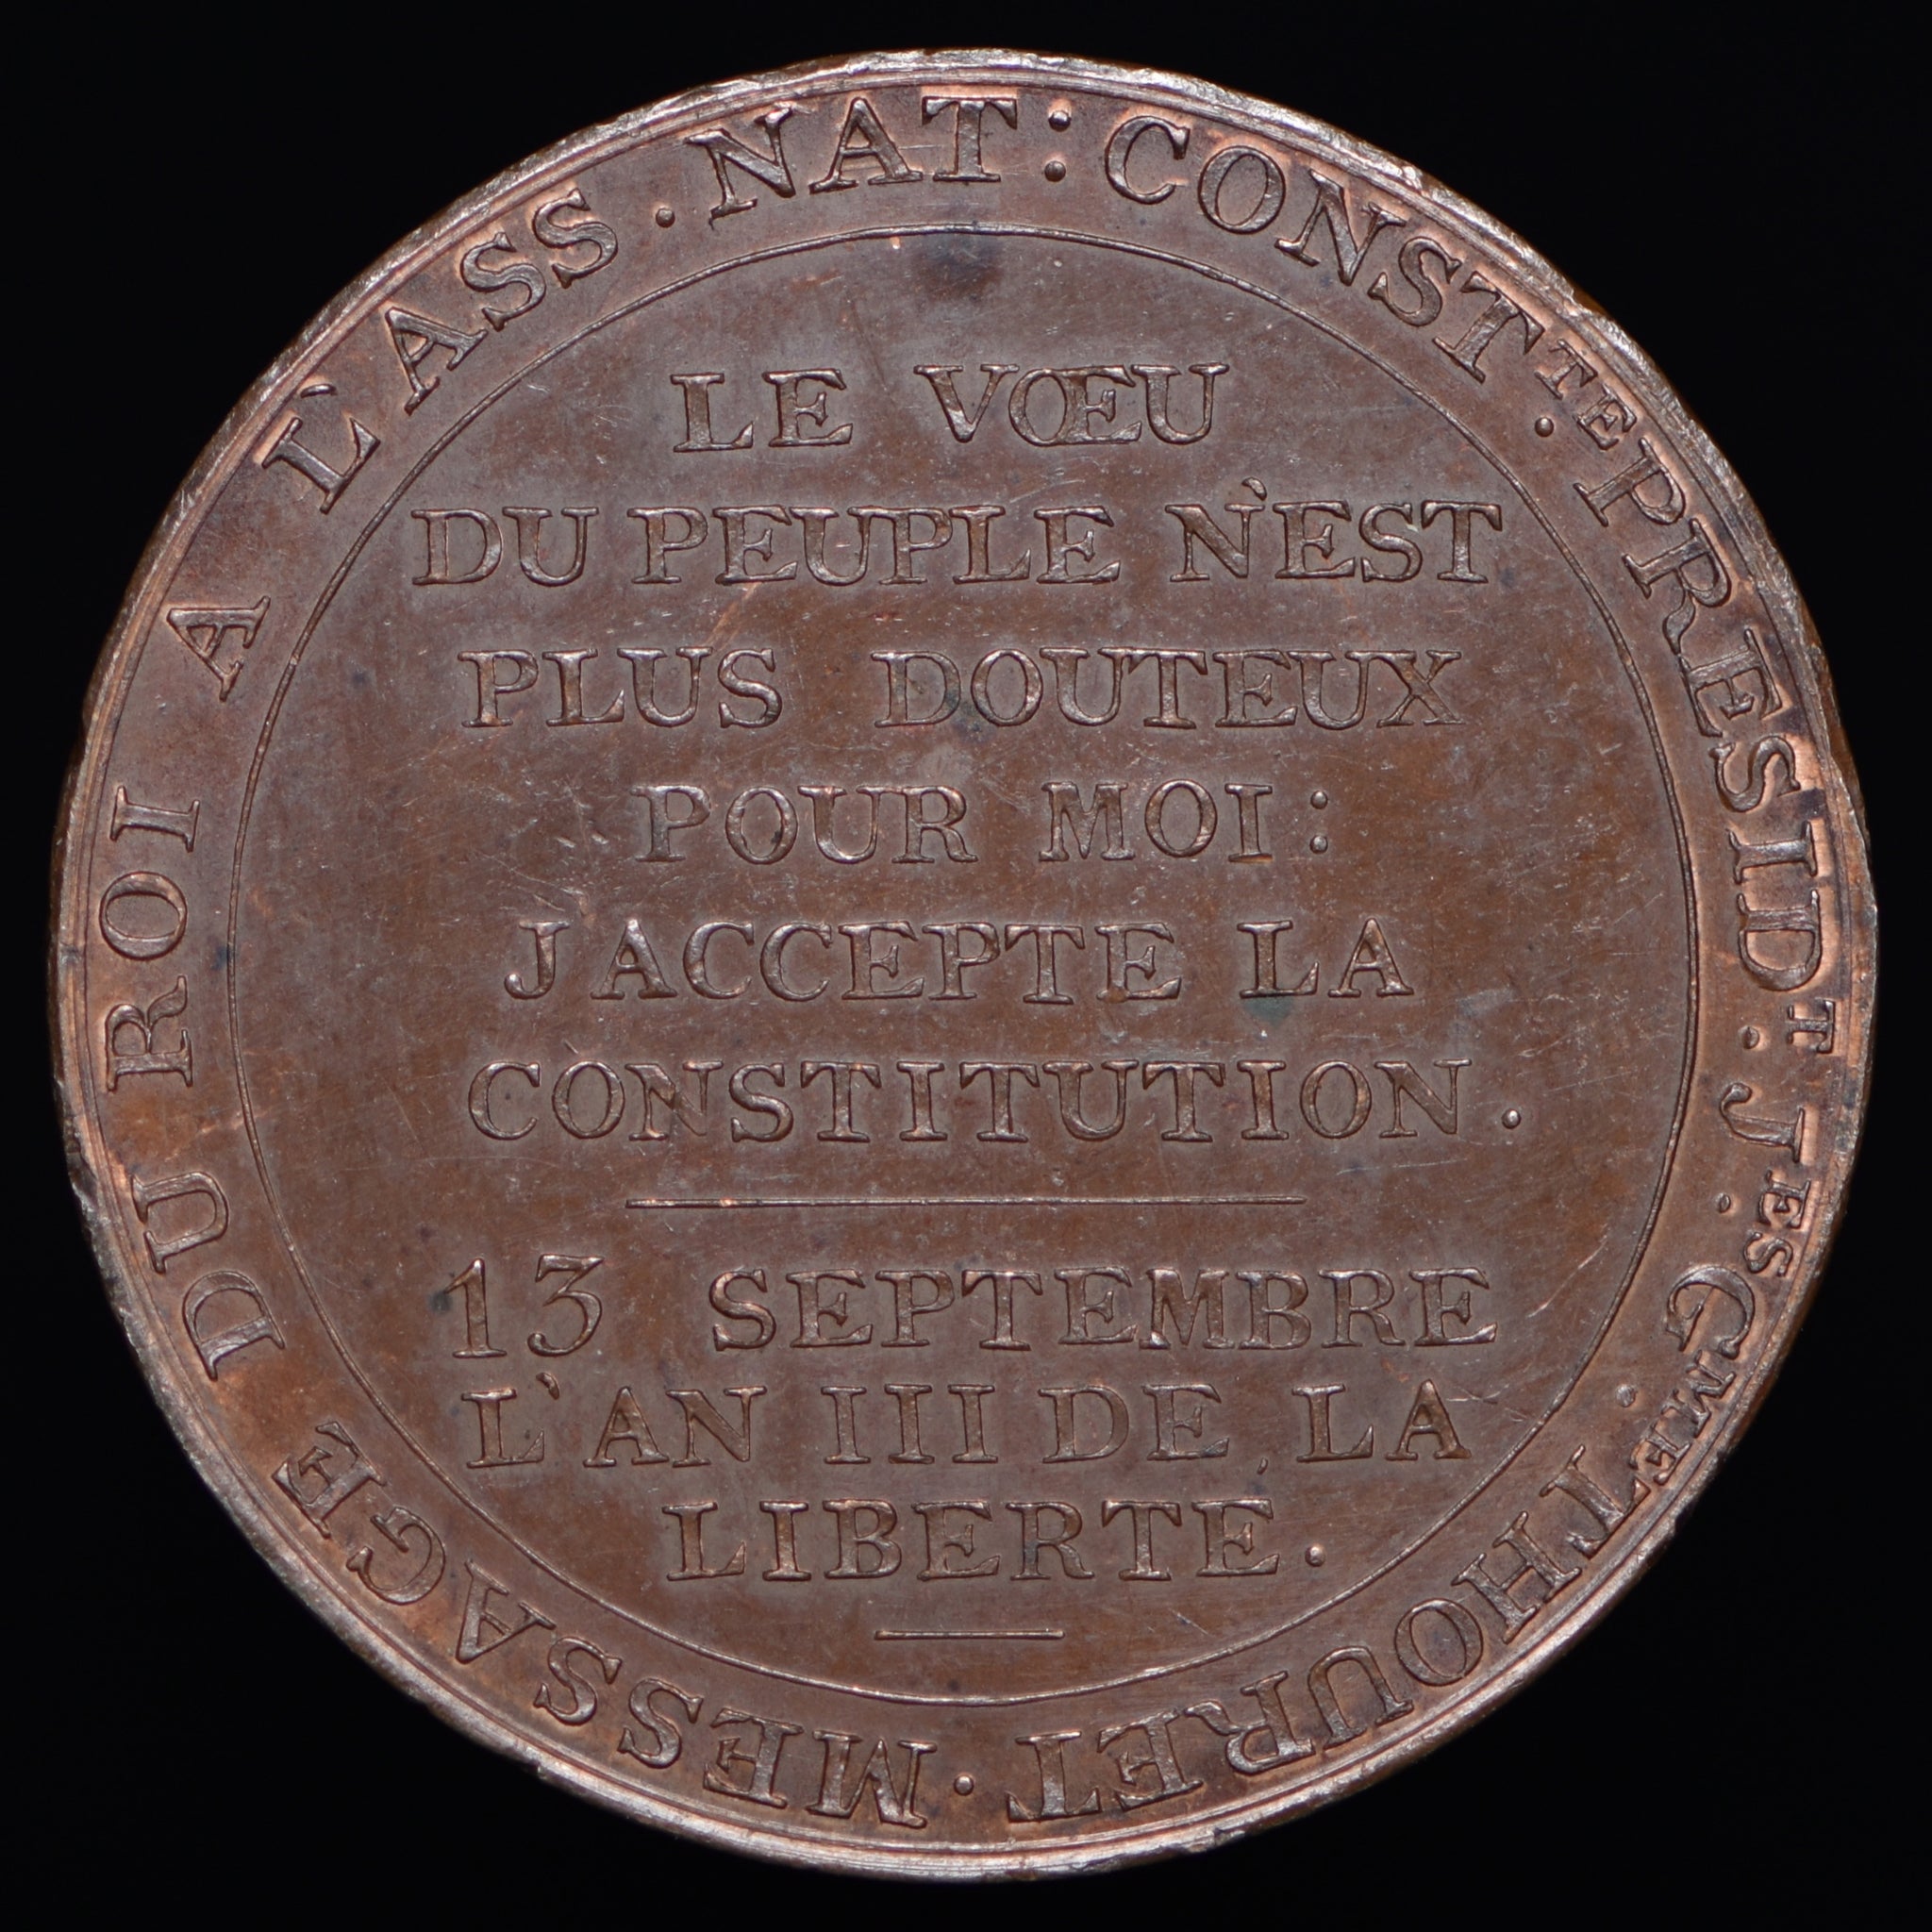 MESSAGE DU ROI A L'ASS. NAT: CONST.TE PRESID.T J.J.ES G.ME THOURET.
LE VŒU
DU PEUPLE N'EST
PLUS DOUTEUX
POUR MOI:
J ACCEPTE LA
CONSTITUTION.
13 SEPTEMBRE
L'AN III DE LA
LIBERTÉ.